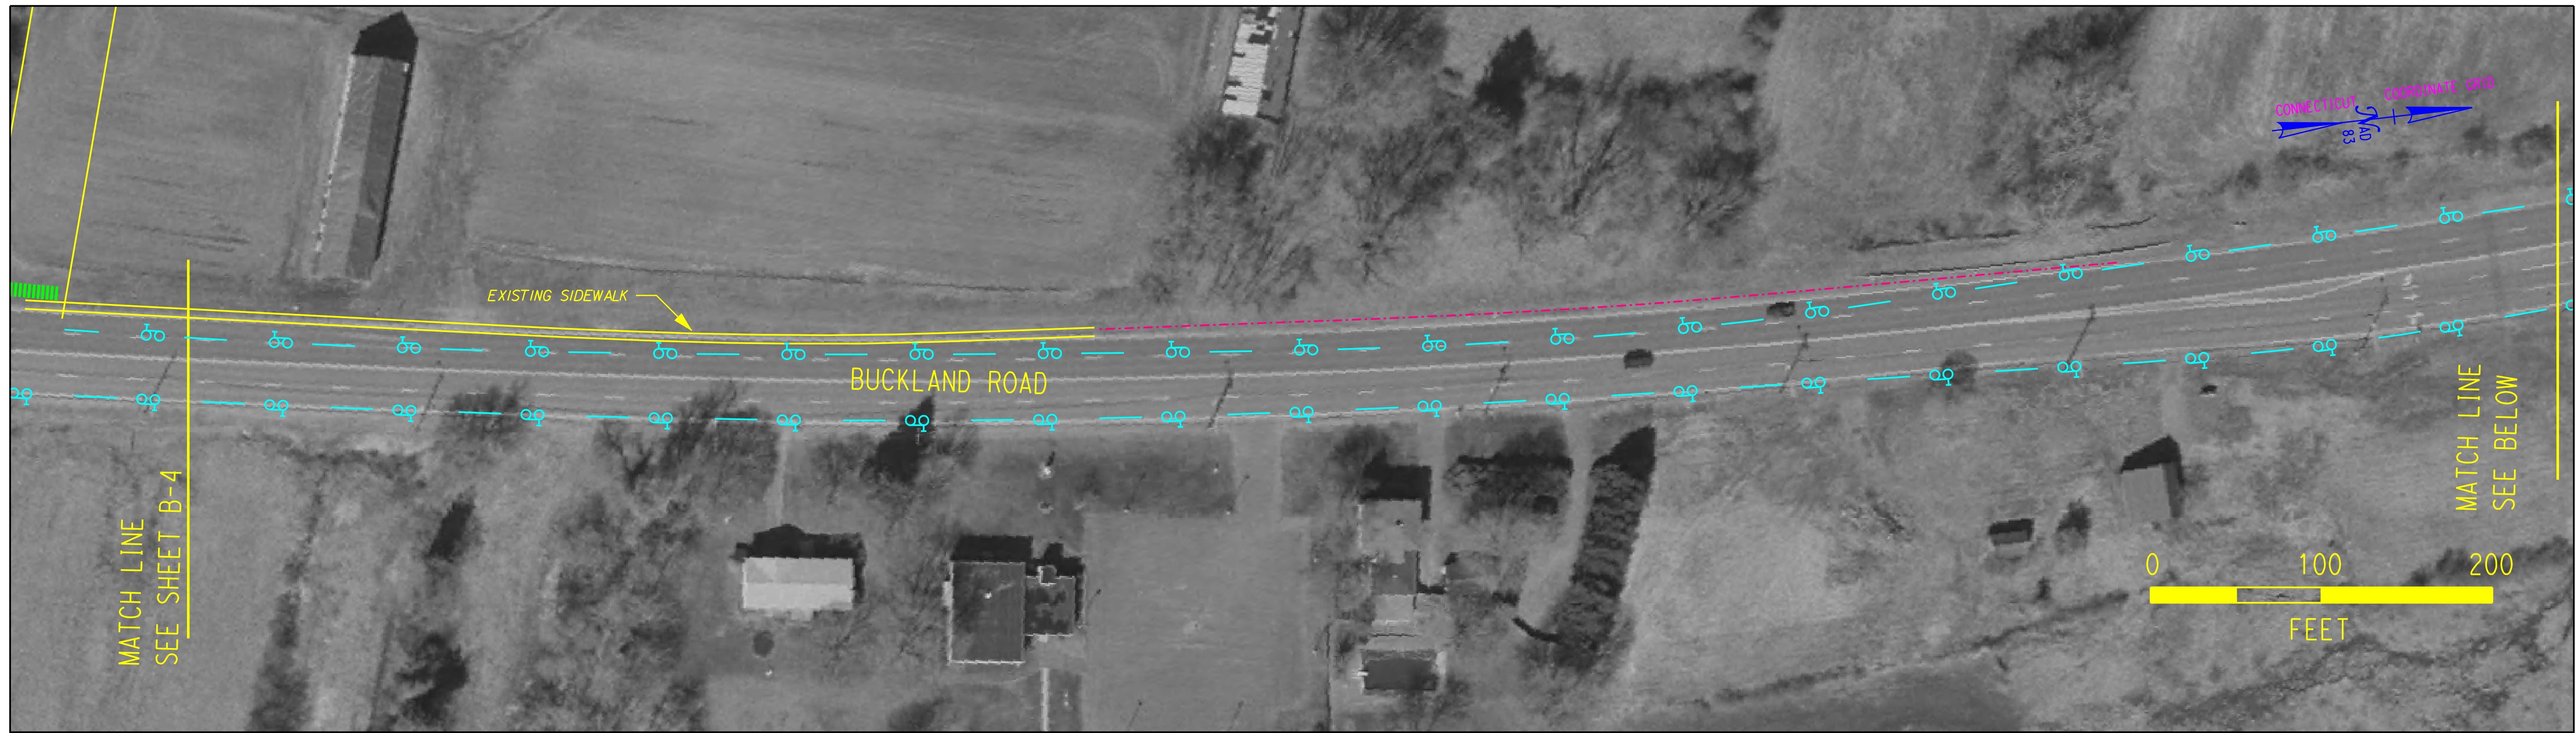 CONNECTICUT COORDINATE GRID
NAD
83
EXISTING SIDEWALK
BUCKLAND ROAD
MATCH LINE
SEE SHEET B-4
MATCH LINE
SEE BELOW
0 100 200
FEET